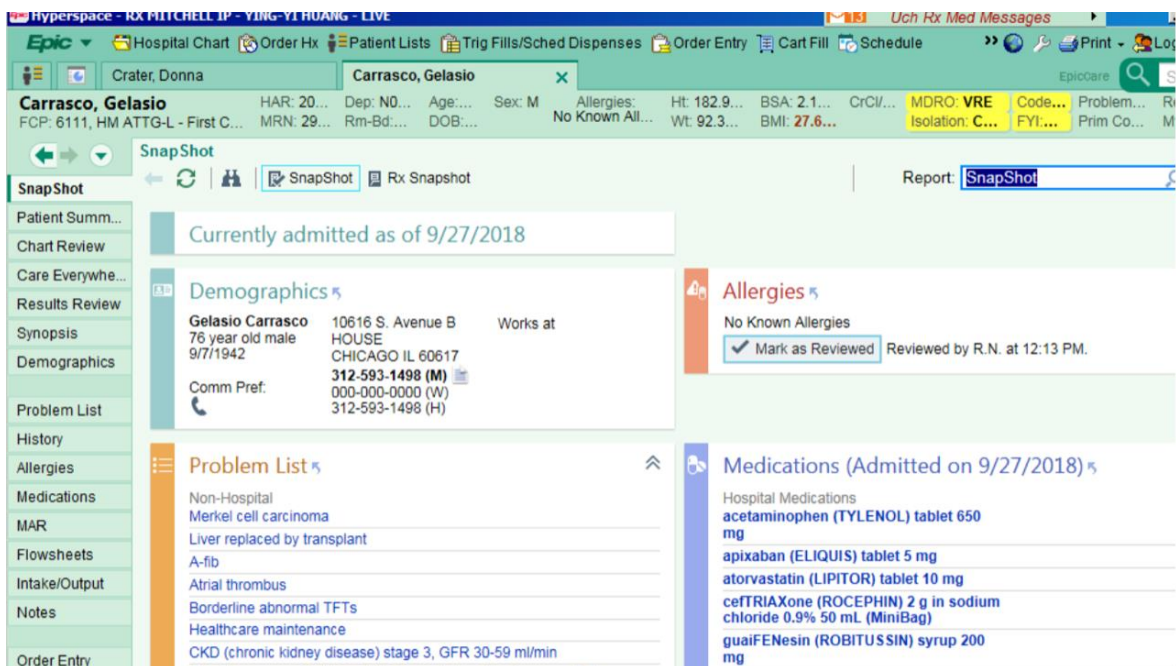 Hyperspace - RX MITCHELL IP - YING-YI HUANG - LIVE
13 Uch Rx Med Messages
Epic Hospital Chart Order Hx Patient Lists Trig Fills/Sched Dispenses Order Entry Cart Fill Schedule » Print Log
Crater, Donna Carrasco, Gelasio X EpicCare
Carrasco, Gelasio HAR: 20... Dep: N0... Age:... Sex: M Allergies: Ht: 182.9... BSA: 2.1... CrCl/... MDRO: VRE Code... Problem...
FCP: 6111, HM ATTG-L - First C... MRN: 29... Rm-Bd:... DOB:... No Known All... Wt: 92.3... BMI: 27.6... Isolation: C... FYI:... Prim Co...
SnapShot
SnapShot Rx Snapshot Report: SnapShot
SnapShot
Patient Summ...
Chart Review
Care Everywhe...
Results Review
Synopsis
Demographics
Problem List
History
Allergies
Medications
MAR
Flowsheets
Intake/Output
Notes
Order Entry
Currently admitted as of 9/27/2018
Demographics
Gelasio Carrasco
76 year old male
9/7/1942
Comm Pref:
10616 S. Avenue B
HOUSE
CHICAGO IL 60617
312-593-1498 (M)
000-000-0000 (W)
312-593-1498 (H)
Works at
Allergies
No Known Allergies
Mark as Reviewed Reviewed by R.N. at 12:13 PM.
Problem List
Non-Hospital
Merkel cell carcinoma
Liver replaced by transplant
A-fib
Atrial thrombus
Borderline abnormal TFTs
Healthcare maintenance
CKD (chronic kidney disease) stage 3, GFR 30-59 ml/min
Medications (Admitted on 9/27/2018)
Hospital Medications
acetaminophen (TYLENOL) tablet 650
mg
apixaban (ELIQUIS) tablet 5 mg
atorvastatin (LIPITOR) tablet 10 mg
cefTRIAXone (ROCEPHIN) 2 g in sodium
chloride 0.9% 50 mL (MiniBag)
guaiFENesin (ROBITUSSIN) syrup 200
mg